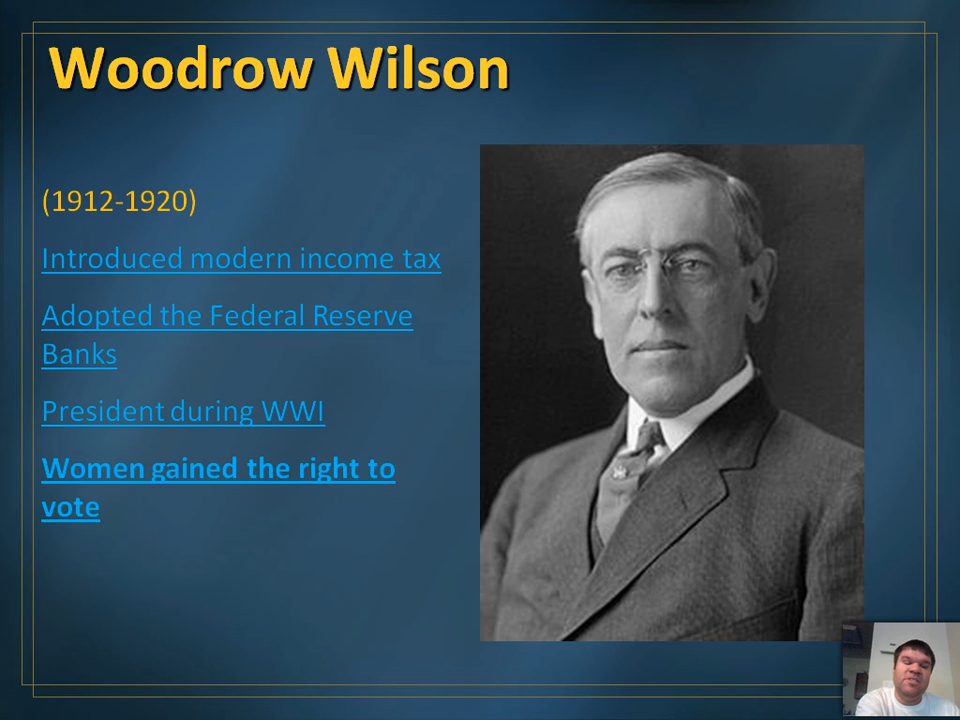 Woodrow Wilson
(1912-1920)
Introduced modern income tax
Adopted the Federal Reserve
Banks
President during WWI
Women gained the right to
vote